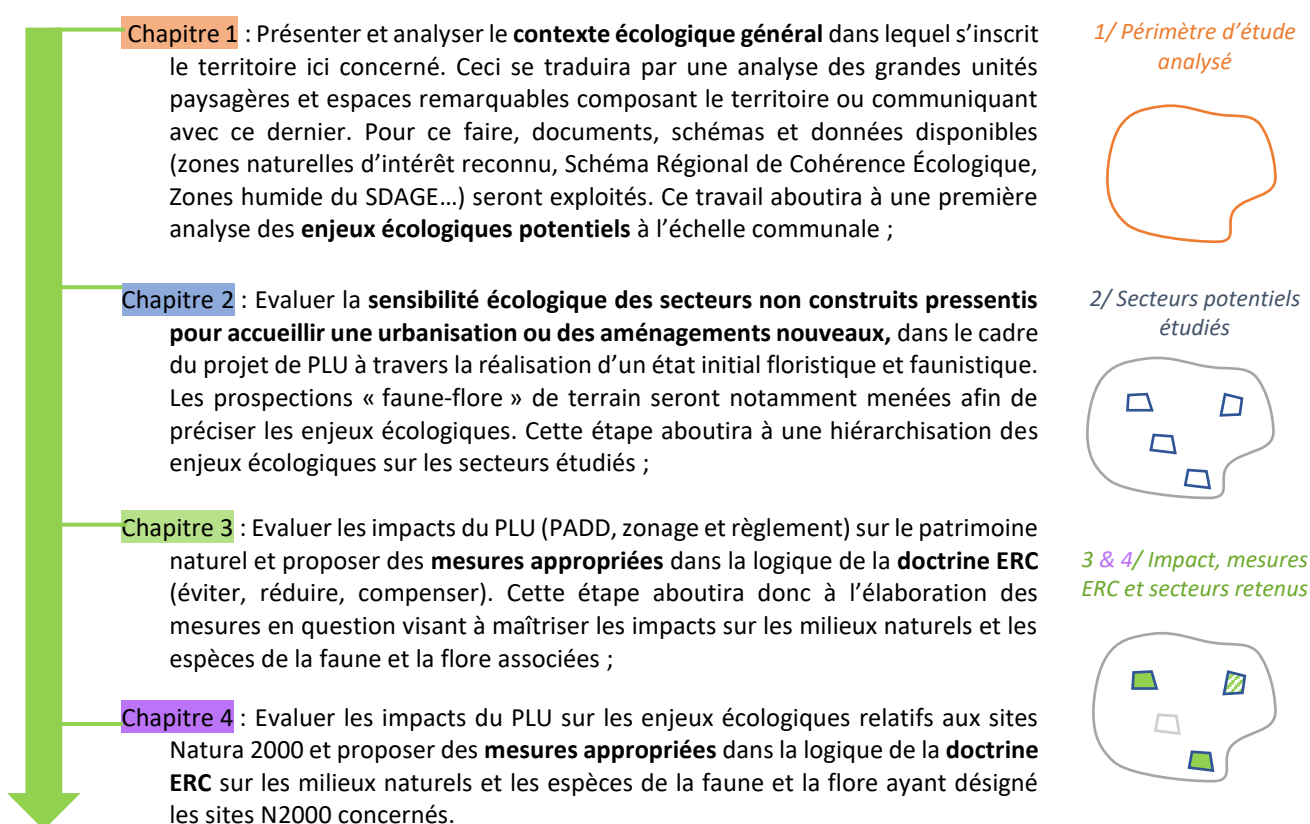 Chapitre 1 : Présenter et analyser le contexte écologique général dans lequel s’inscrit
le territoire ici concerné. Ceci se traduira par une analyse des grandes unités
paysagères et espaces remarquables composant le territoire ou communiquant
avec ce dernier. Pour ce faire, documents, schémas et données disponibles
(zones naturelles d’intérêt reconnu, Schéma Régional de Cohérence Écologique,
Zones humide du SDAGE…) seront exploités. Ce travail aboutira à une première
analyse des enjeux écologiques potentiels à l’échelle communale ;
1/ Périmètre d’étude
analysé
Chapitre 2 : Evaluer la sensibilité écologique des secteurs non construits pressentis
pour accueillir une urbanisation ou des aménagements nouveaux, dans le cadre
du projet de PLU à travers la réalisation d’un état initial floristique et faunistique.
Les prospections « faune-flore » de terrain seront notamment menées afin de
préciser les enjeux écologiques. Cette étape aboutira à une hiérarchisation des
enjeux écologiques sur les secteurs étudiés ;
2/ Secteurs potentiels
étudiés
Chapitre 3 : Evaluer les impacts du PLU (PADD, zonage et règlement) sur le patrimoine
naturel et proposer des mesures appropriées dans la logique de la doctrine ERC
(éviter, réduire, compenser). Cette étape aboutira donc à l’élaboration des
mesures en question visant à maîtriser les impacts sur les milieux naturels et les
espèces de la faune et la flore associées ;
3 & 4/ Impact, mesures
ERC et secteurs retenus
Chapitre 4 : Evaluer les impacts du PLU sur les enjeux écologiques relatifs aux sites
Natura 2000 et proposer des mesures appropriées dans la logique de la doctrine
ERC sur les milieux naturels et les espèces de la faune et la flore ayant désigné
les sites N2000 concernés.